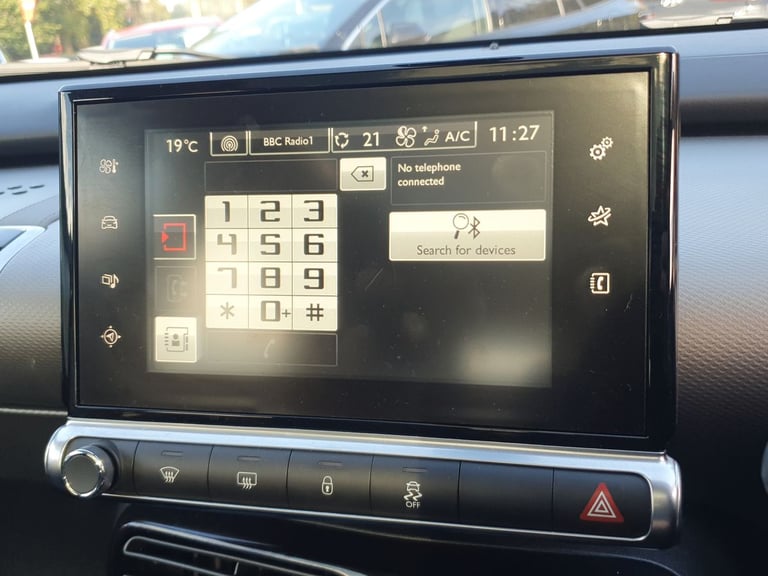 19°C
BBC Radio1
21
A/C
11:27
No telephone
connected
1 2 3
4 5 6
7 8 9
* 0+ #
Search for devices
OFF